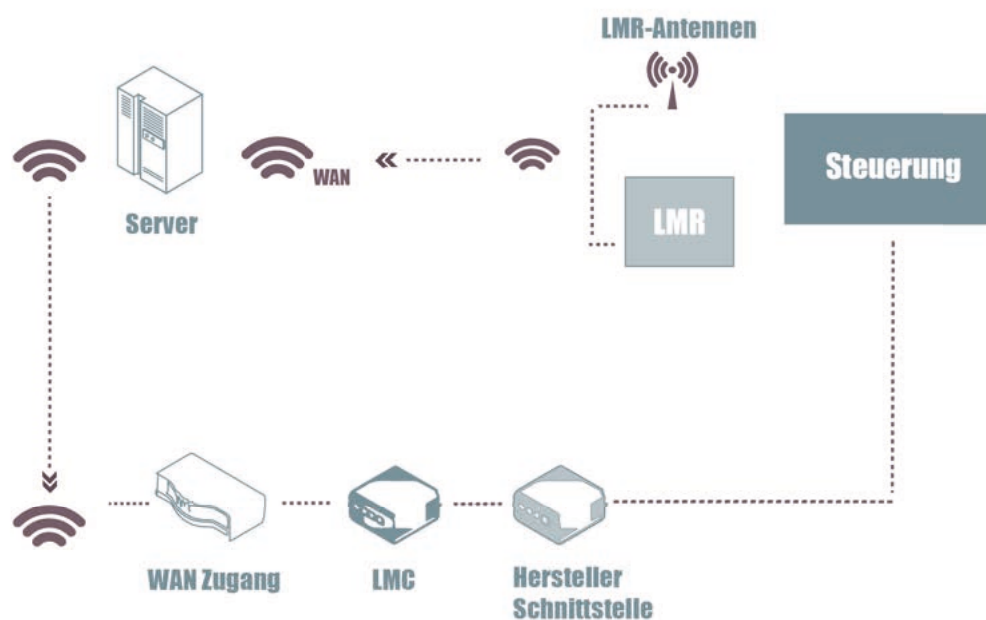 LMR-Antennen
Steuerung
WAN
LMR
Server
WAN Zugang
LMC
Hersteller
Schnittstelle